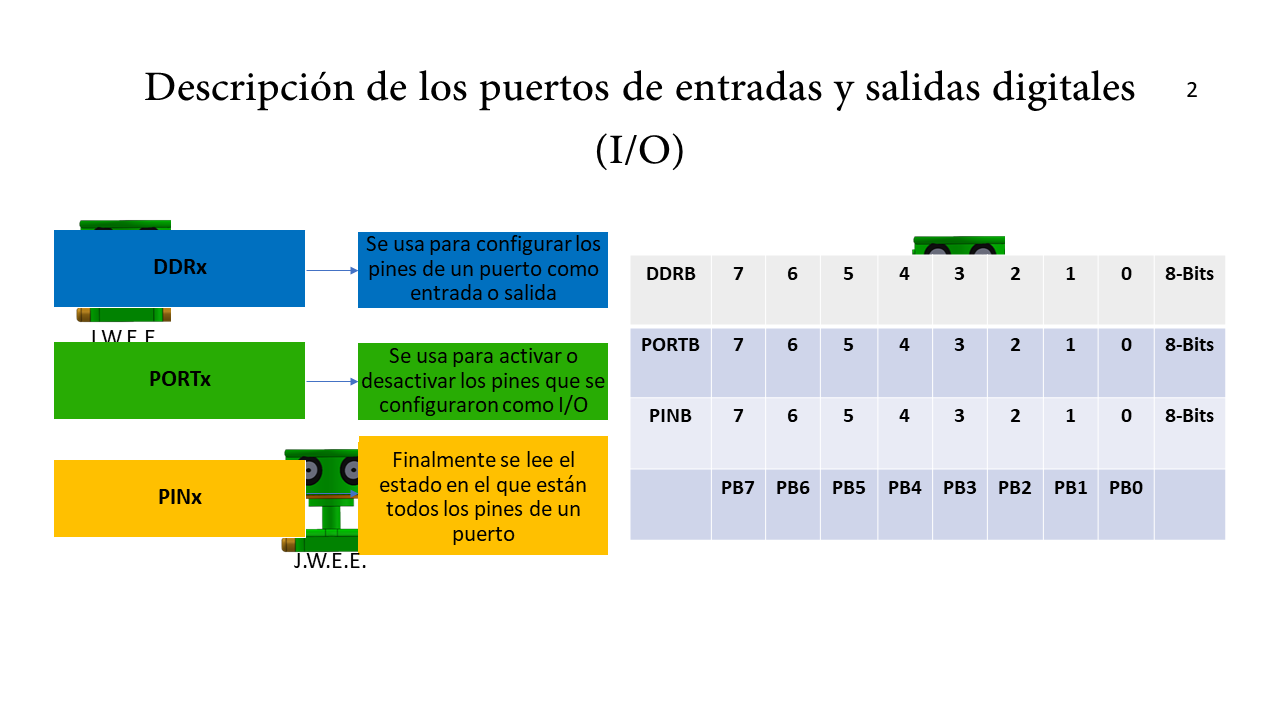 Descripción de los puertos de entradas y salidas digitales
(I/O)
2
DDRx
Se usa para configurar los
pines de un puerto como
entrada o salida
J.W.E.E.
PORTx
Se usa para activar o
desactivar los pines que se
configuraron como I/O
PINx
Finalmente se lee el
estado en el que están
todos los pines de un
puerto
J.W.E.E.
DDRB 7 6 5 4 3 2 1 0 8-Bits
PORTB 7 6 5 4 3 2 1 0 8-Bits
PINB 7 6 5 4 3 2 1 0 8-Bits
PB7 PB6 PB5 PB4 PB3 PB2 PB1 PB0